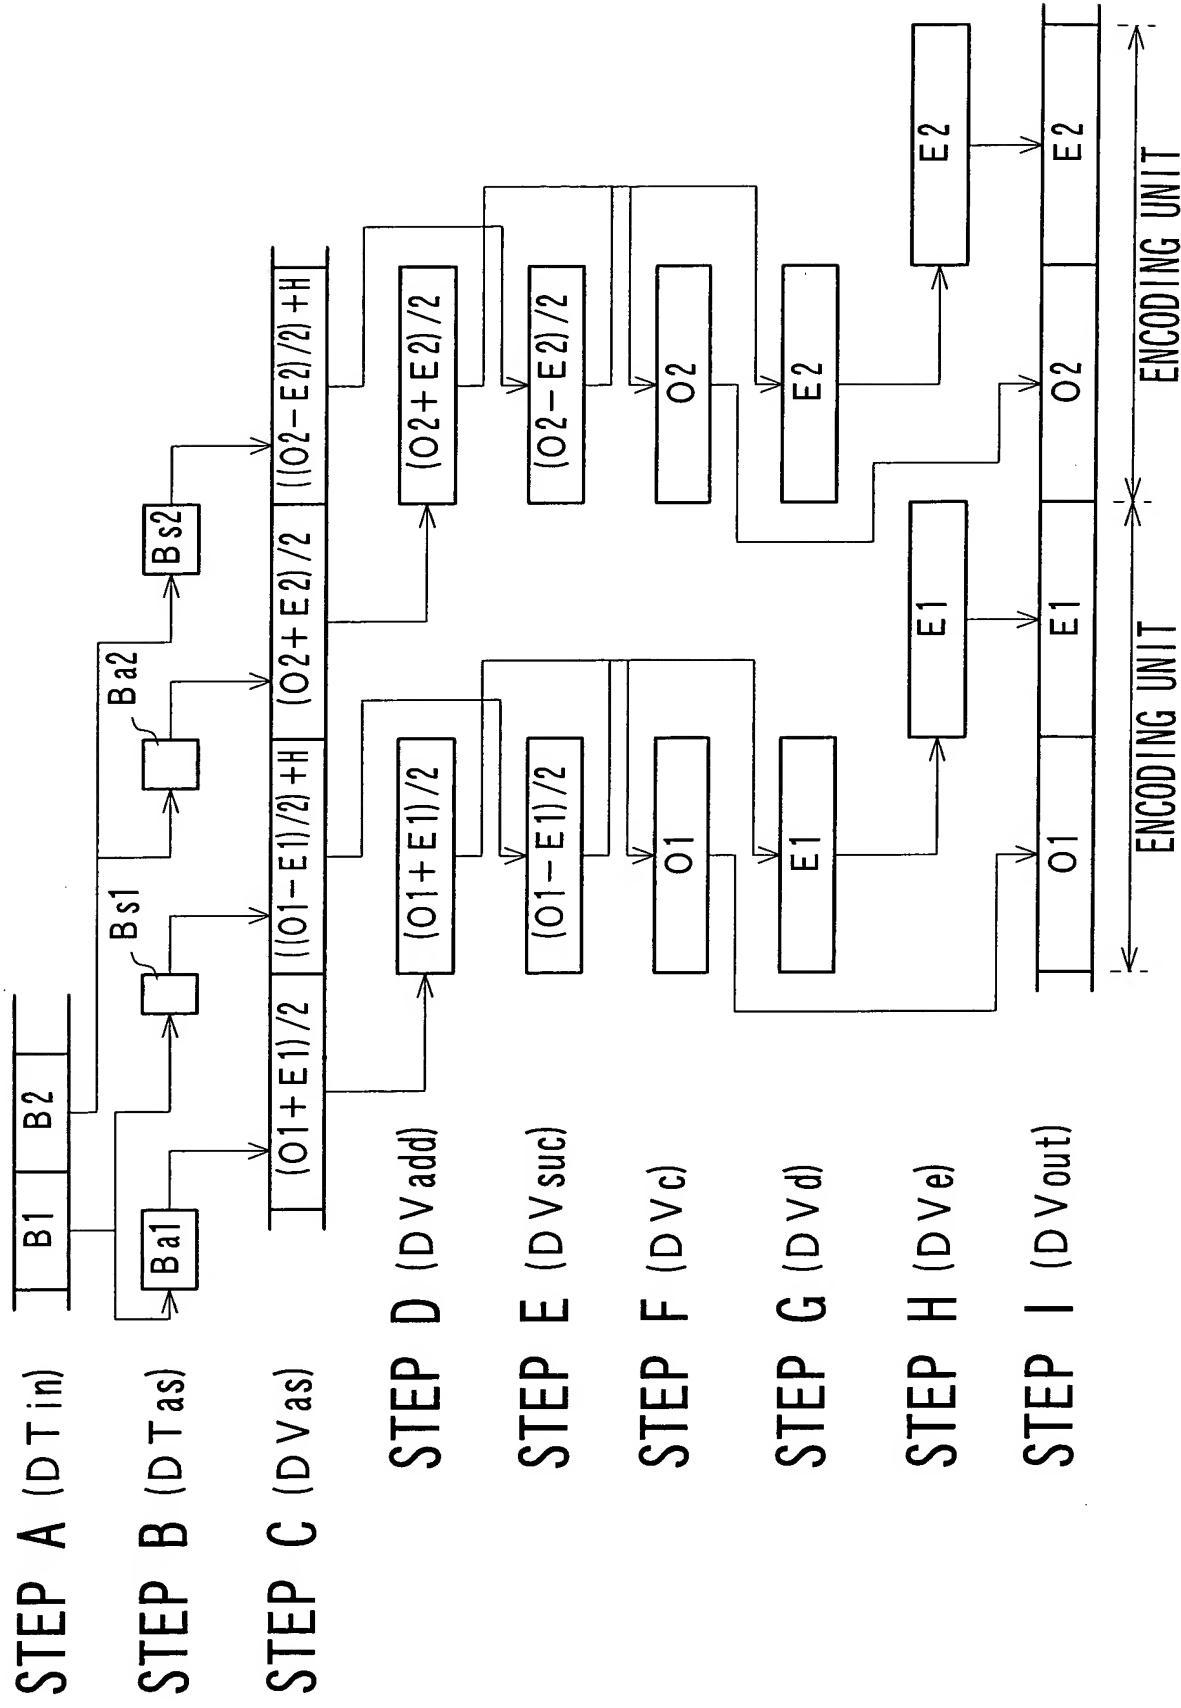 STEP A (DTin)
B1
B2
STEP B (DTas)
Ba1
Bs1
Ba2
Bs2
STEP C (DVas)
(O1+E1)/2
((O1-E1)/2)+H
(O2+E2)/2
((O2-E2)/2)+H
STEP D (DVadd)
(O1+E1)/2
(O2+E2)/2
STEP E (DVsuc)
(O1-E1)/2
(O2-E2)/2
STEP F (DVc)
O1
O2
STEP G (DVd)
E1
E2
STEP H (DVe)
E1
E2
STEP I (DVout)
O1
E1
O2
E2
ENCODING UNIT
ENCODING UNIT